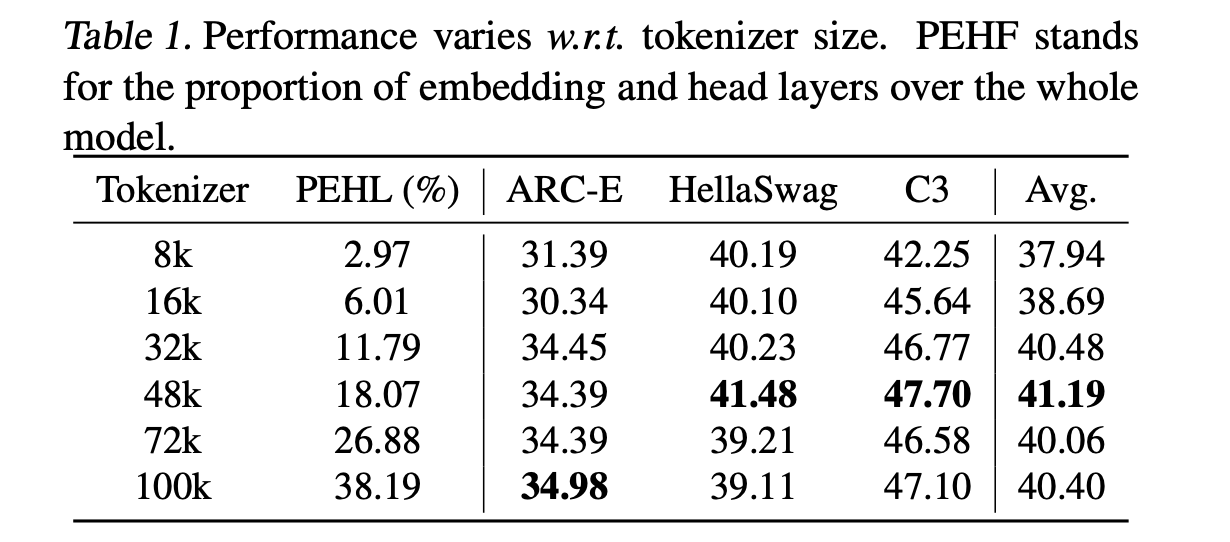 Table 1. Performance varies w.r.t. tokenizer size. PEHF stands
for the proportion of embedding and head layers over the whole
model.
Tokenizer PEHL (%) ARC-E HellaSwag C3 Avg.
8k 2.97 31.39 40.19 42.25 37.94
16k 6.01 30.34 40.10 45.64 38.69
32k 11.79 34.45 40.23 46.77 40.48
48k 18.07 34.39 41.48 47.70 41.19
72k 26.88 34.39 39.21 46.58 40.06
100k 38.19 34.98 39.11 47.10 40.40